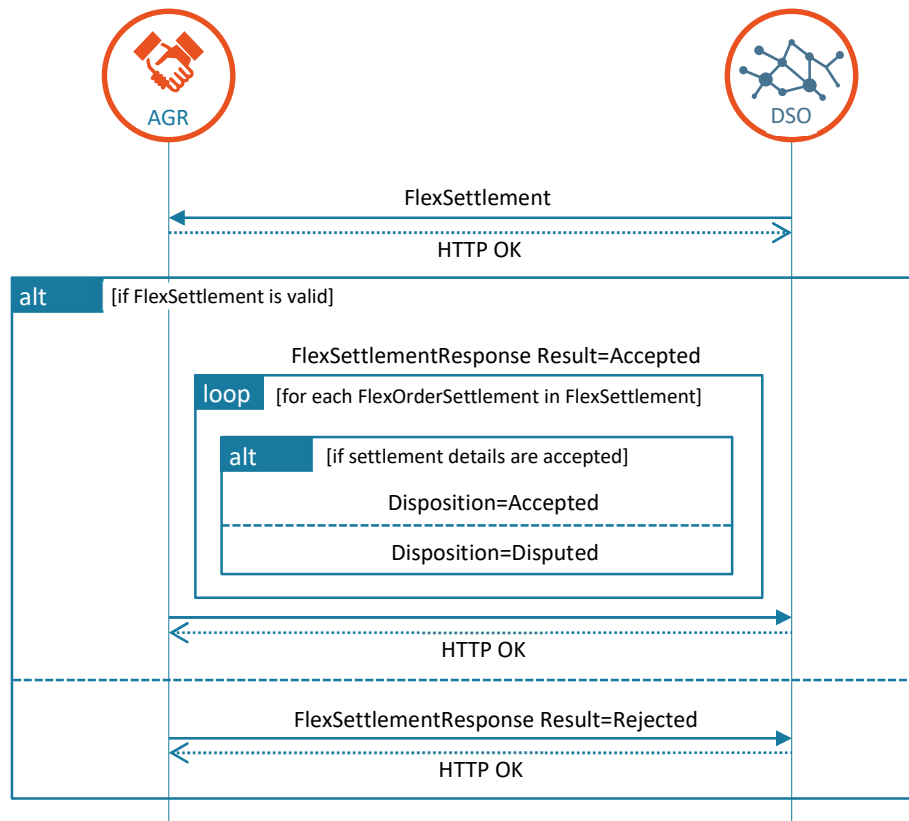 AGR
DSO
FlexSettlement
HTTP OK
alt
[if FlexSettlement is valid]
FlexSettlementResponse Result=Accepted
loop
[for each FlexOrderSettlement in FlexSettlement]
alt
[if settlement details are accepted]
Disposition=Accepted
Disposition=Disputed
HTTP OK
FlexSettlementResponse Result=Rejected
HTTP OK